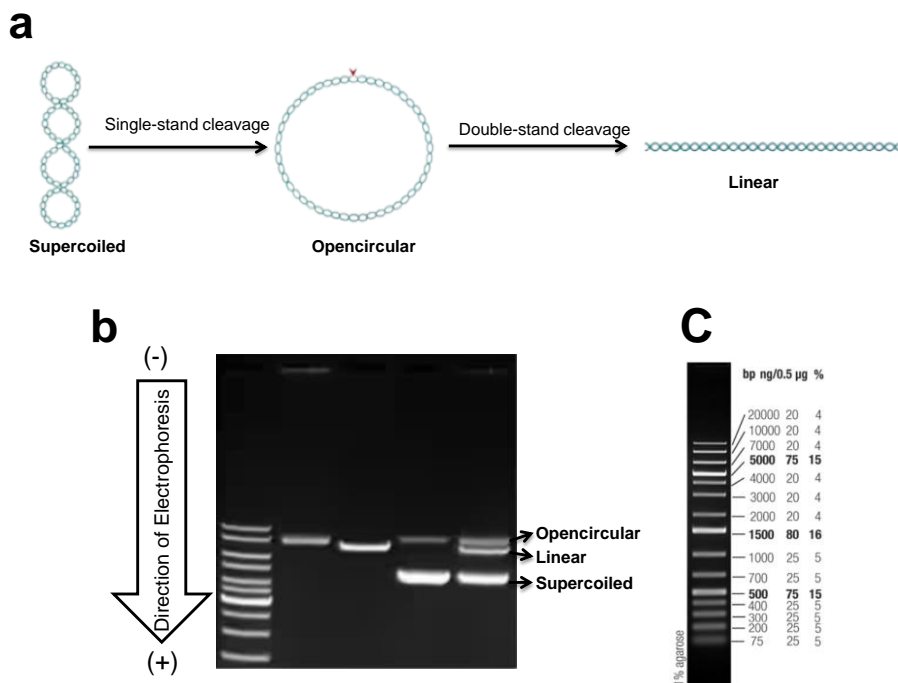 a
Single-stand cleavage
Double-stand cleavage
Supercoiled
Opencircular
Linear
b
(-)
Direction of Electrophoresis
(+)
Opencircular
Linear
Supercoiled
C
bp ng/0.5 µg %
20000 20 4
10000 20 4
7000 20 4
5000 75 15
4000 20 4
3000 20 4
2000 20 4
1500 80 16
1000 25 5
700 25 5
500 75 15
400 25 5
300 25 5
200 25 5
75 25 5
% agarose